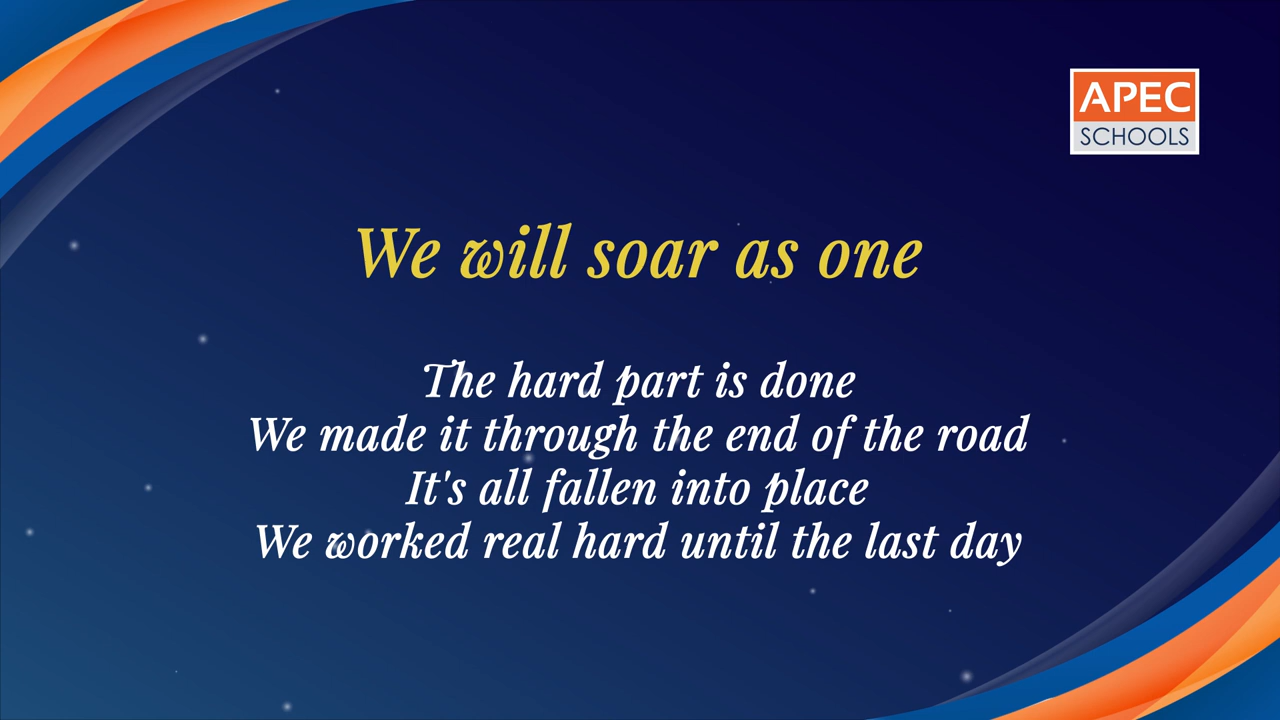 APEC
SCHOOLS
We will soar as one
The hard part is done
We made it through the end of the road
It's all fallen into place
We worked real hard until the last day